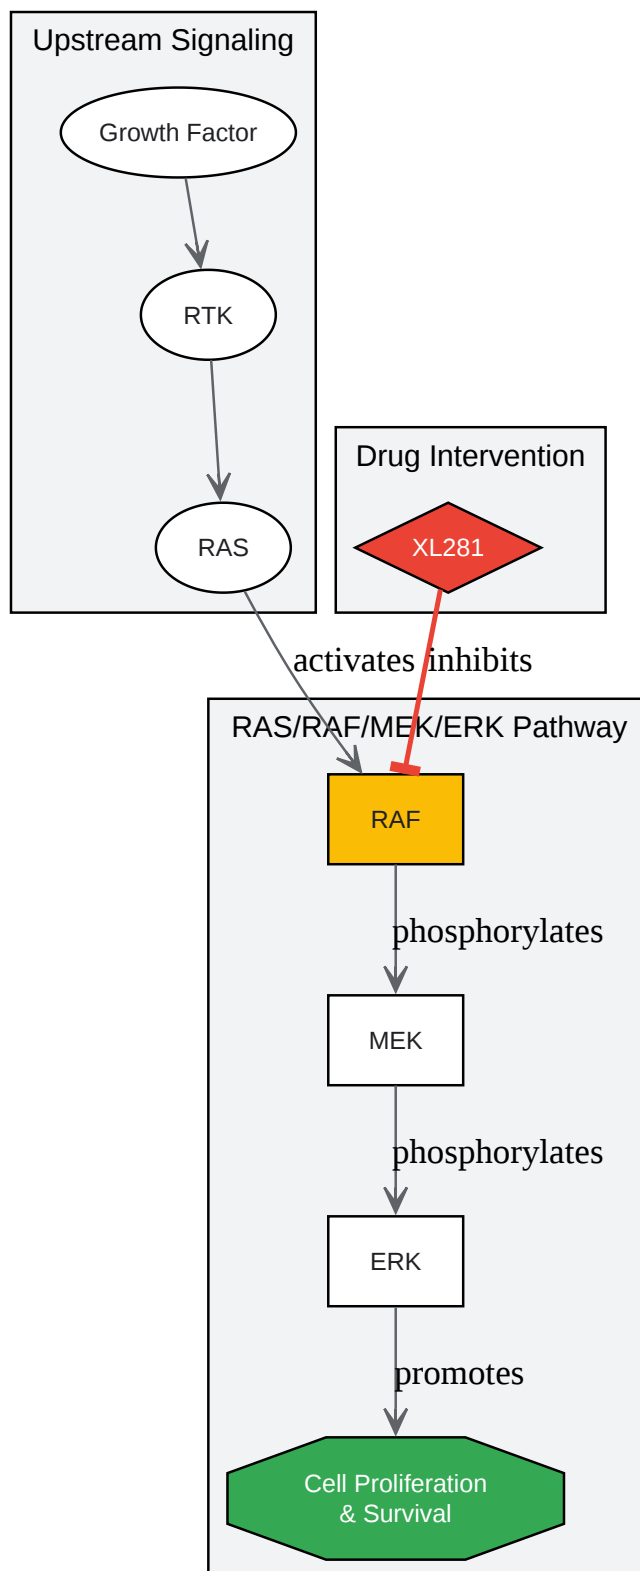 Upstream Signaling
Growth Factor
RTK
Drug Intervention
RAS
XL281
activates
inhibits
RAS/RAF/MEK/ERK Pathway
RAF
phosphorylates
MEK
phosphorylates
ERK
promotes
Cell Proliferation
& Survival